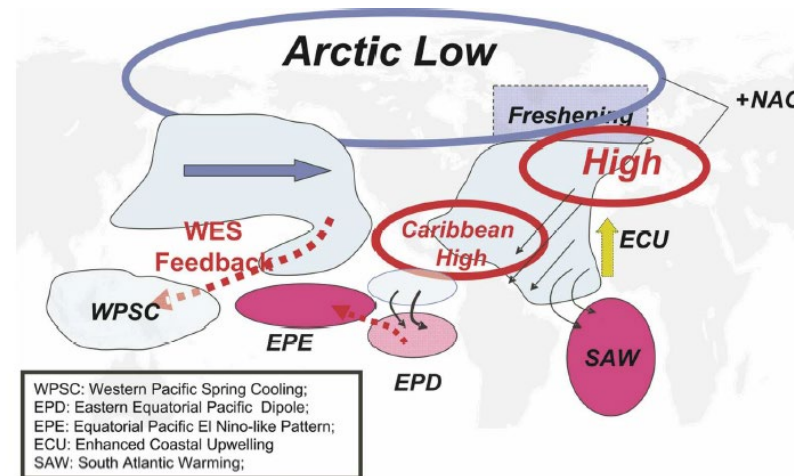 Arctic Low
Freshening
+NAO
High
WES
Feedback
Caribbean
High
ECU
WPSC
EPE
EPD
SAW
WPSC: Western Pacific Spring Cooling;
EPD: Eastern Equatorial Pacific Dipole;
EPE: Equatorial Pacific El Nino-like Pattern;
ECU: Enhanced Coastal Upwelling
SAW: South Atlantic Warming;